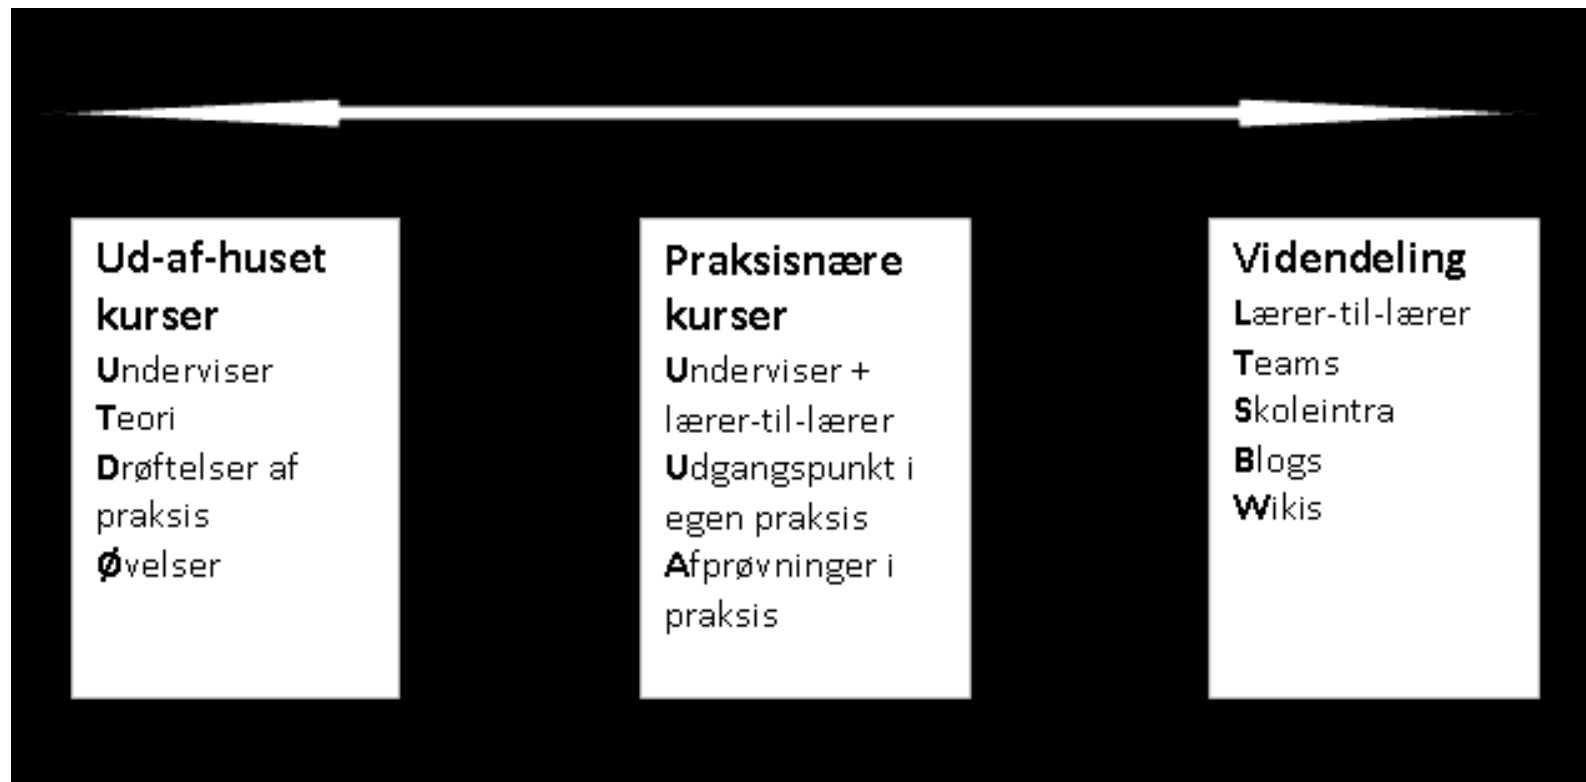 Ud-af-huset
kurser
Underviser
Teori
Drøftelser af
praksis
Øvelser
Praksisnære
kurser
Underviser +
lærer-til-lærer
Udgangspunkt i
egen praksis
Afprøvninger i
praksis
Videndeling
Lærer-til-lærer
Teams
Skoleintra
Blogs
Wikis